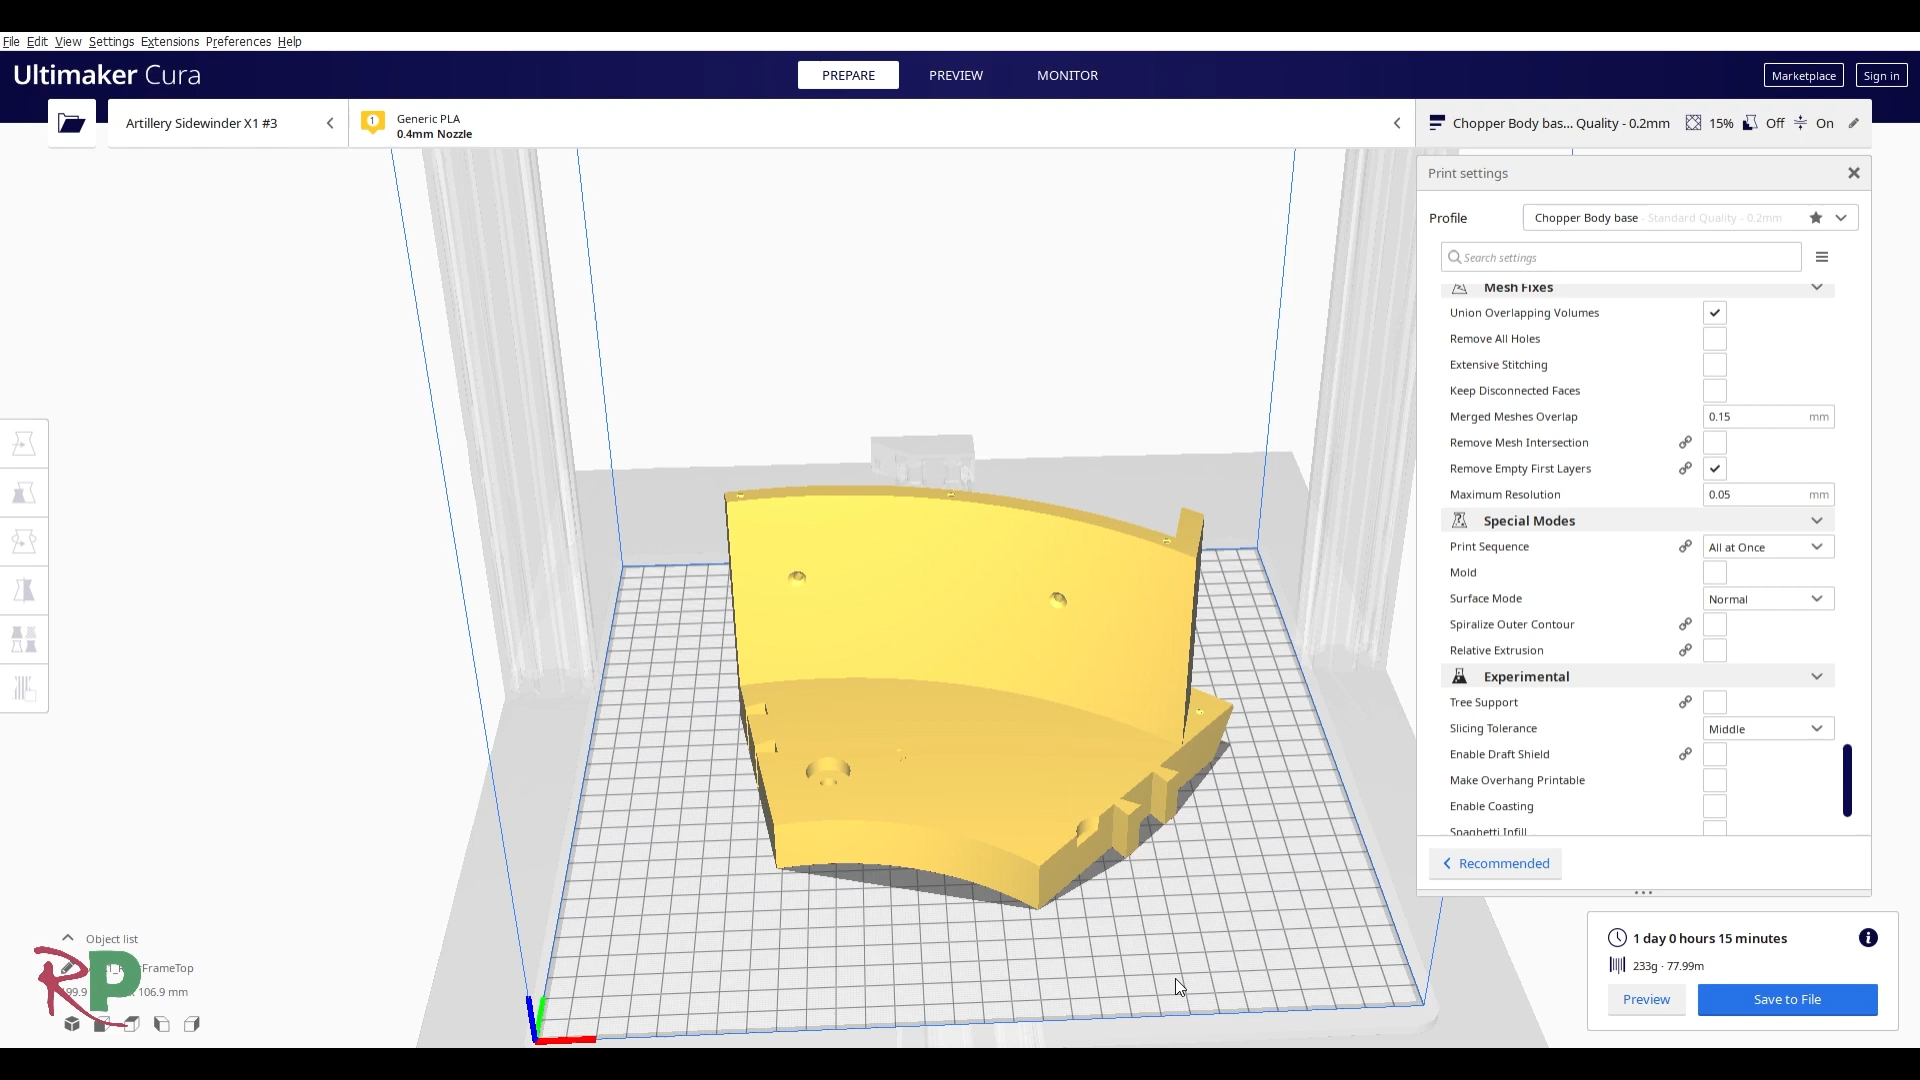 File Edit View Settings Extensions Preferences Help
Ultimaker Cura
PREPARE PREVIEW MONITOR
Marketplace Sign in
Artillery Sidewinder X1 #3
1 Generic PLA
0.4mm Nozzle
Chopper Body bas... Quality - 0.2mm 15% Off On
Print settings
Profile Chopper Body base - Standard Quality - 0.2mm
Search settings
Mesh Fixes
Union Overlapping Volumes
Remove All Holes
Extensive Stitching
Keep Disconnected Faces
Merged Meshes Overlap 0.15 mm
Remove Mesh Intersection
Remove Empty First Layers
Maximum Resolution 0.05 mm
Special Modes
Print Sequence All at Once
Mold
Surface Mode Normal
Spiralize Outer Contour
Relative Extrusion
Experimental
Tree Support
Slicing Tolerance Middle
Enable Draft Shield
Make Overhang Printable
Enable Coasting
Spaghetti Infill
Recommended
1 day 0 hours 15 minutes
233g · 77.99m
Preview Save to File
Object list
RP
106.9 mm